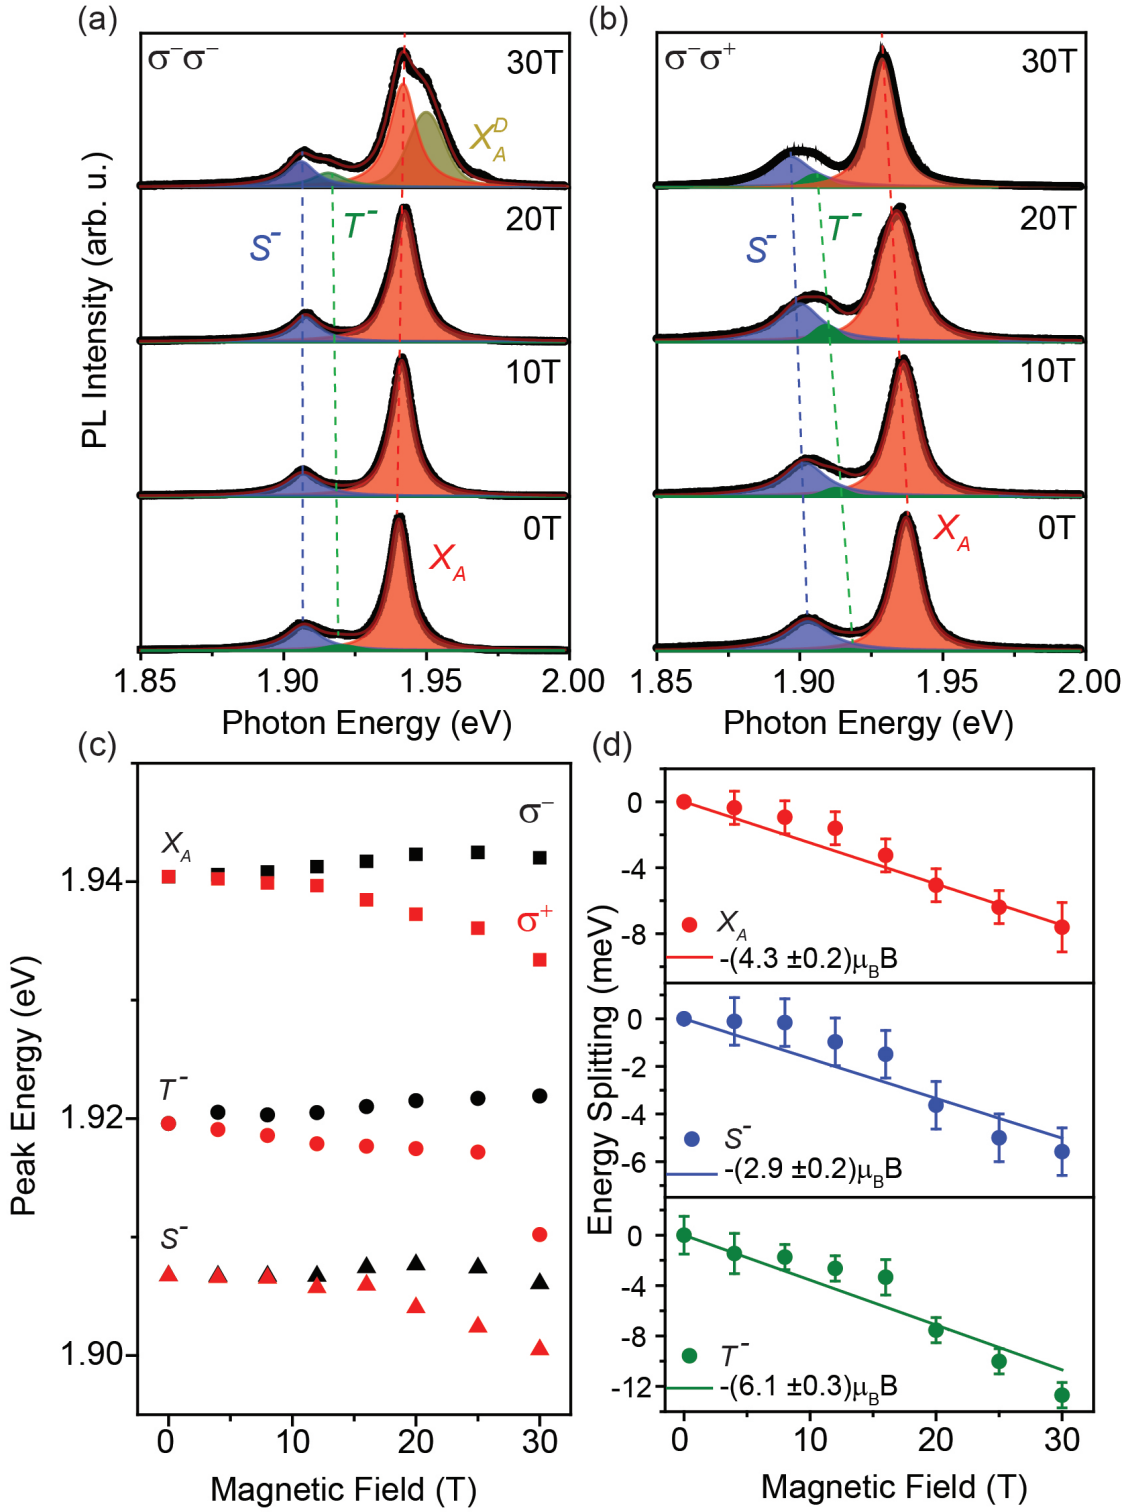 (a)
σ⁻σ⁻
30T
X_A^D
20T
S⁻
T⁻
10T
0T
X_A
PL Intensity (arb. u.)
1.85 1.90 1.95 2.00
Photon Energy (eV)
(b)
σ⁻σ⁺
30T
20T
S⁻
T⁻
10T
0T
X_A
1.85 1.90 1.95 2.00
Photon Energy (eV)
(c)
σ⁻
X_A
1.94
σ⁺
T⁻
1.92
S⁻
1.90
Peak Energy (eV)
0 10 20 30
Magnetic Field (T)
(d)
0
-4
-8
X_A
-(4.3 ±0.2)μ_BB
0
-2
-4
-6
S⁻
-(2.9 ±0.2)μ_BB
0
-4
-8
-12
T⁻
-(6.1 ±0.3)μ_BB
Energy Splitting (meV)
0 10 20 30
Magnetic Field (T)